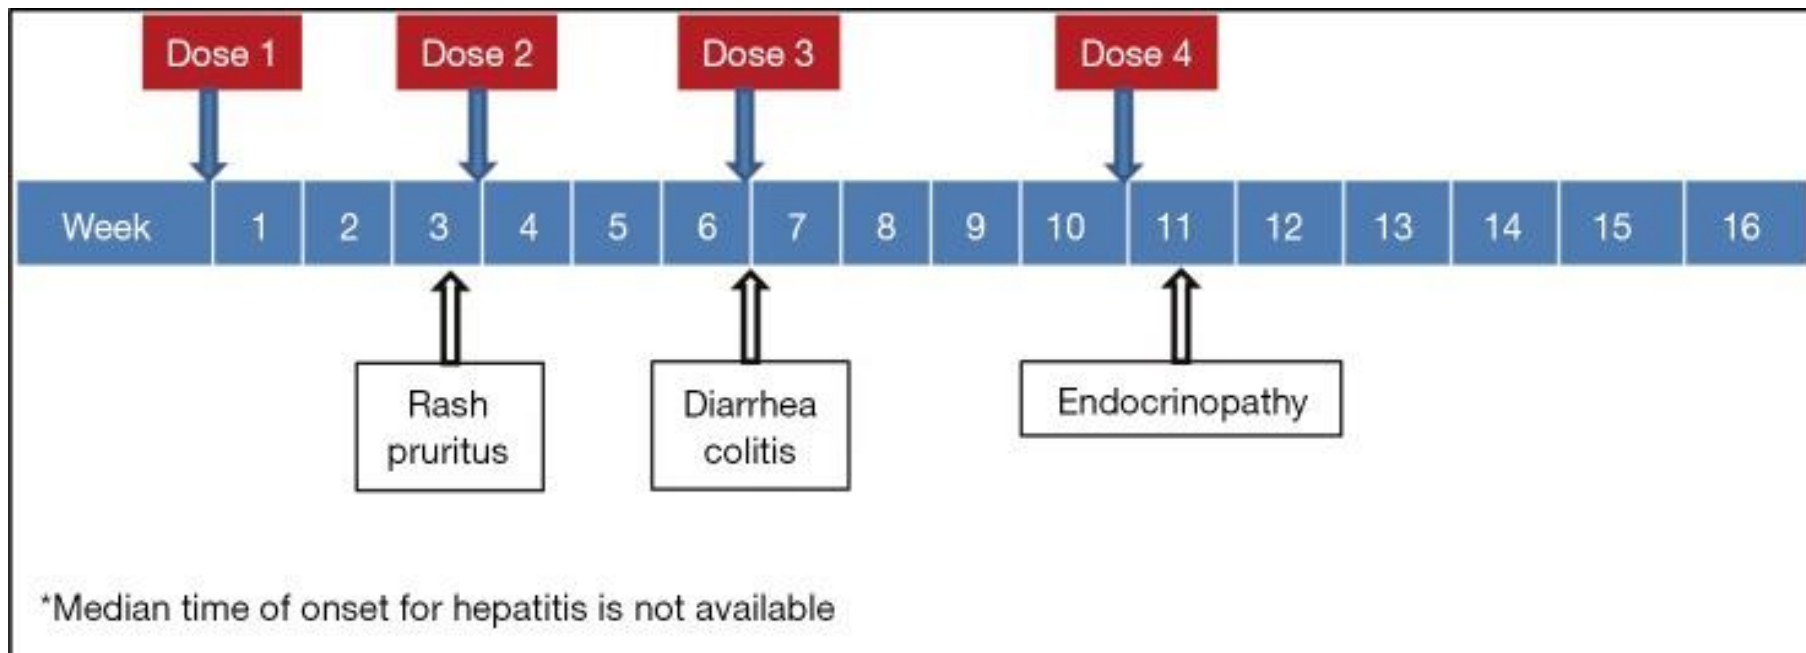 Dose 1 Dose 2 Dose 3 Dose 4
Week 1 2 3 4 5 6 7 8 9 10 11 12 13 14 15 16
Rash
pruritus
Diarrhea
colitis
Endocrinopathy
*Median time of onset for hepatitis is not available